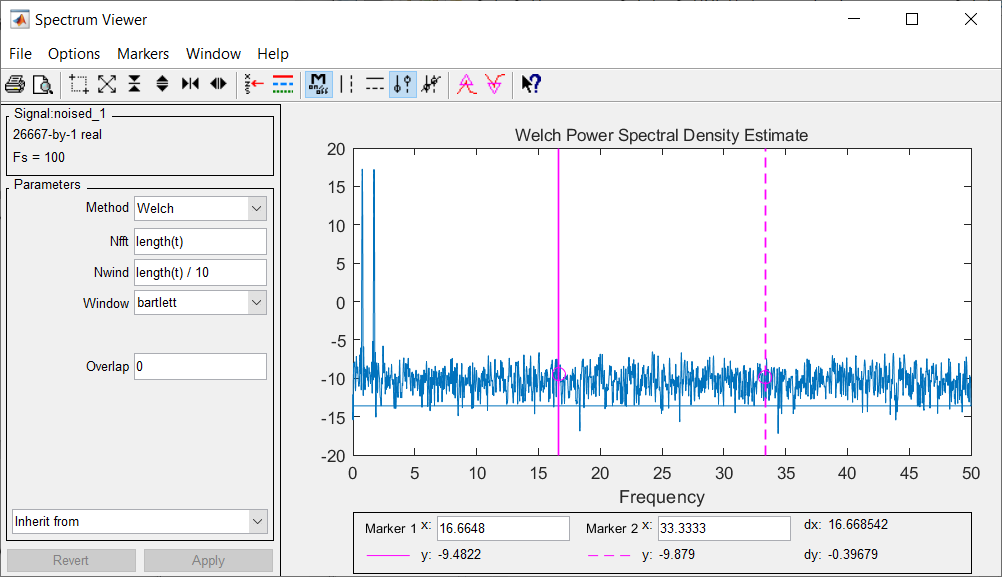 Spectrum Viewer
File Options Markers Window Help
M
on/off
Signal:noised_1
26667-by-1 real
Fs = 100
Parameters
Method Welch
Nfft length(t)
Nwind length(t) / 10
Window bartlett
Overlap 0
Inherit from
Revert Apply
Welch Power Spectral Density Estimate
20
15
10
5
0
-5
-10
-15
-20
0 5 10 15 20 25 30 35 40 45 50
Frequency
Marker 1 x: 16.6648 Marker 2 x: 33.3333 dx: 16.668542
y: -9.4822 y: -9.879 dy: -0.39679